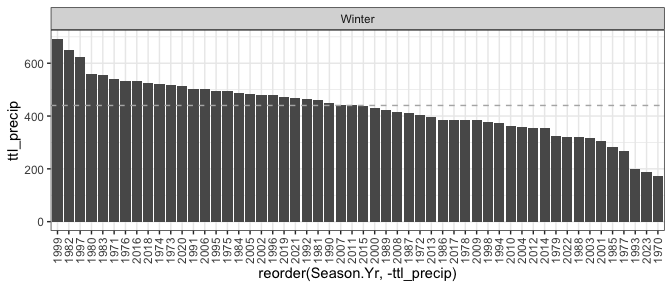 Winter
ttl_precip
600
400
200
0
1999 1982 1997 1980 1983 1971 1976 2016 2018 1974 1973 2020 1991 2006 1995 1975 1984 2005 2002 1996 2019 2021 1992 1981 1990 2007 2011 2015 2000 1989 2008 1987 1972 2013 1986 2017 1978 2009 1998 1994 2010 2004 2012 2014 1979 2022 1988 2003 2001 1985 1977 1993 2023 1970
reorder(Season.Yr, -ttl_precip)